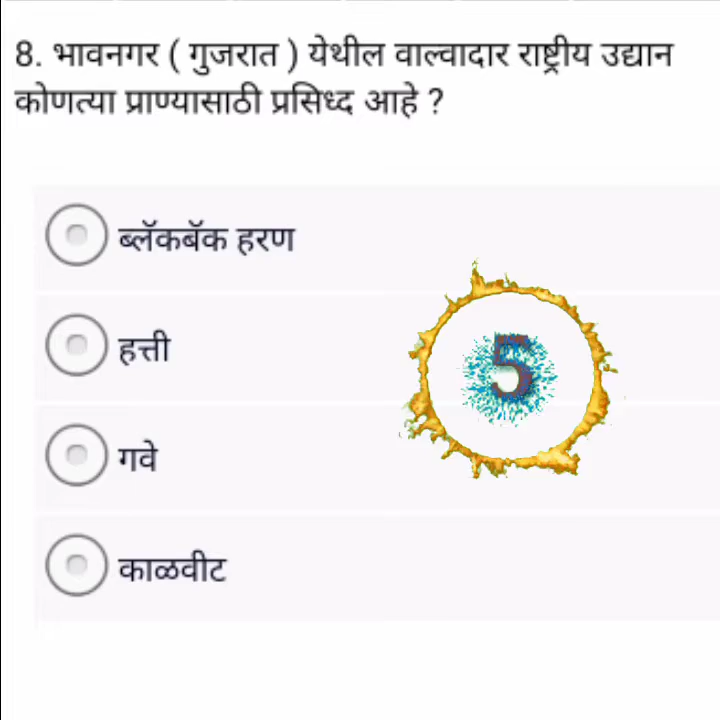 8. भावनगर ( गुजरात ) येथील वाल्वादार राष्ट्रीय उद्यान
कोणत्या प्राण्यासाठी प्रसिध्द आहे ?
ब्लॅकबॅक हरण
हत्ती
5
गवे
काळवीट